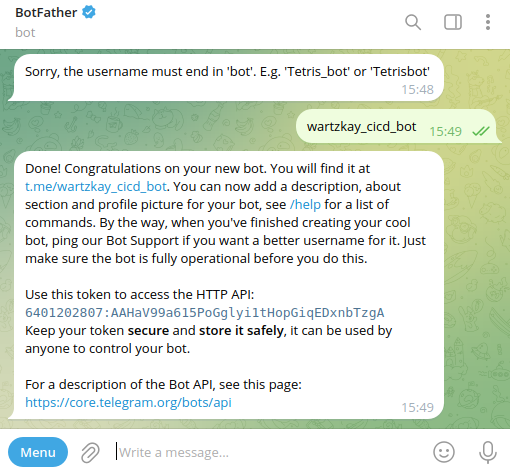 BotFather
bot
Sorry, the username must end in 'bot'. E.g. 'Tetris_bot' or 'Tetrisbot'
15:48
wartzkay_cicd_bot
15:49
Done! Congratulations on your new bot. You will find it at
t.me/wartzkay_cicd_bot. You can now add a description, about
section and profile picture for your bot, see /help for a list of
commands. By the way, when you've finished creating your cool
bot, ping our Bot Support if you want a better username for it. Just
make sure the bot is fully operational before you do this.
Use this token to access the HTTP API:
6401202807:AAHaV99a615PoGglyi1tHopGiqEDxnbTzgA
Keep your token secure and store it safely, it can be used by
anyone to control your bot.
For a description of the Bot API, see this page:
https://core.telegram.org/bots/api
15:49
Menu
Write a message...